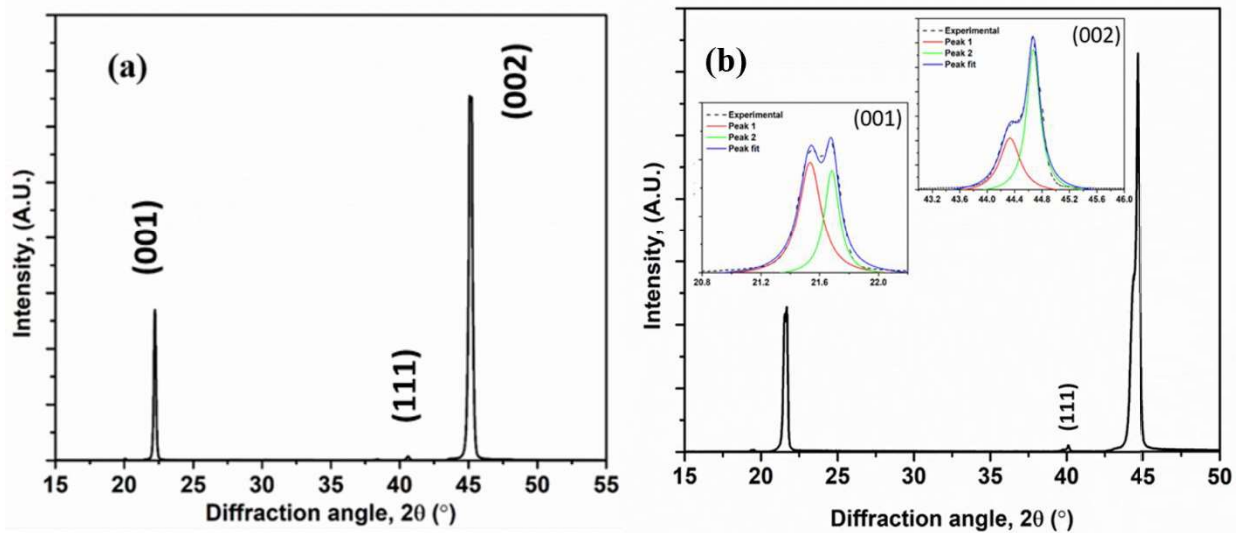 (a)
(001)
(111)
(002)
Intensity, (A.U.)
15 20 25 30 35 40 45 50 55
Diffraction angle, 2θ (°)
(b)
Experimental
Peak 1
Peak 2
Peak fit
(001)
20.8 21.2 21.6 22.0
Experimental
Peak 1
Peak 2
Peak fit
(002)
43.2 43.6 44.0 44.4 44.8 45.2 45.6 46.0
(111)
Intensity, (A.U.)
15 20 25 30 35 40 45 50
Diffraction angle, 2θ (°)